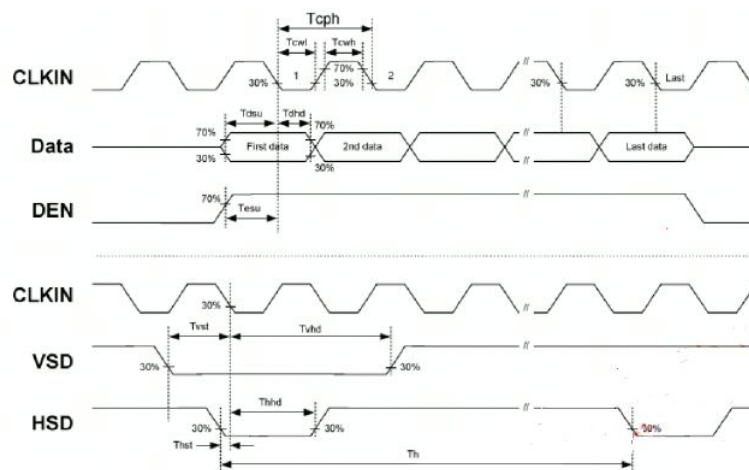 Tcph
Tcwl Tcwh
CLKIN 30% 1 70% 30% 2 30% 30% Last
Tdsu Tdhd
Data 70% 30% First data 70% 30% 2nd data Last data
DEN 70% Tesu
CLKIN 30%
Tvst Tvhd
VSD 30% 30%
Thhd
HSD 30% 30% 30%
Thst
Th